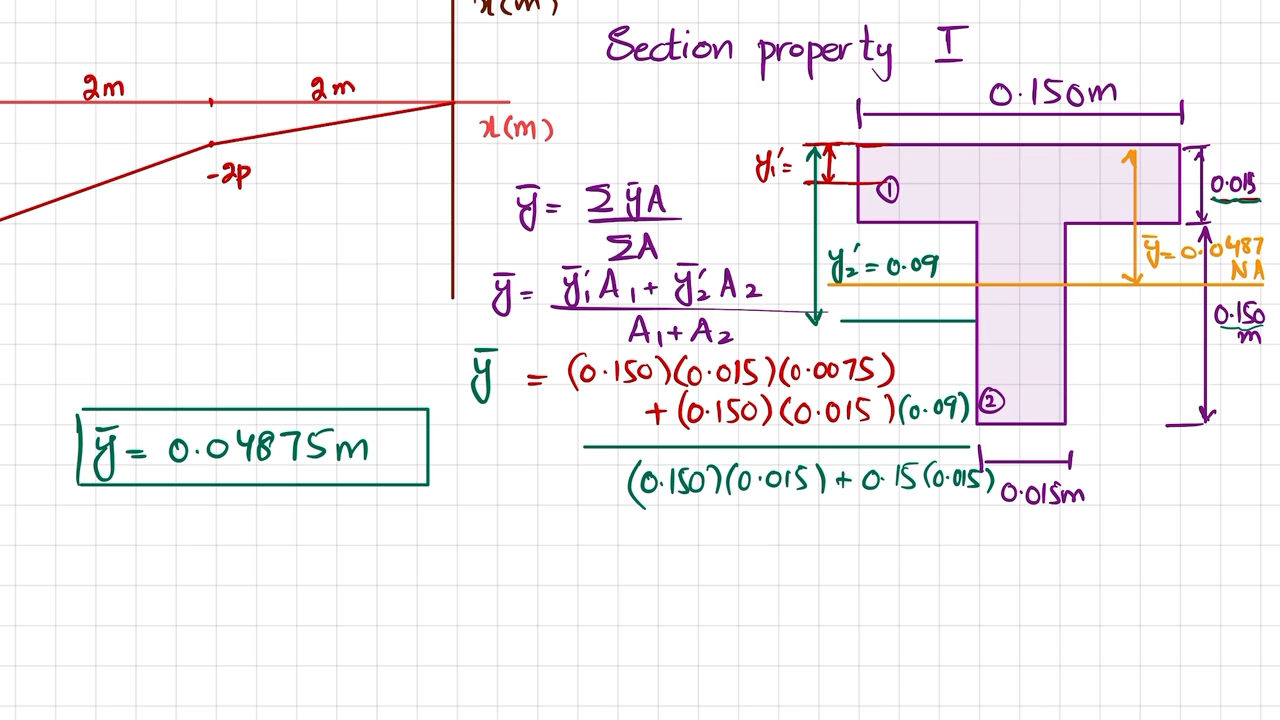 x(m)
Section property I
2m
2m
x(m)
-2p
0.150m
y₁' =
①
0.015
ȳ = ΣȳA / ΣA
y₂' = 0.09
ȳ = 0.0487
NA
ȳ = ȳ₁'A₁ + ȳ₂'A₂ / A₁ + A₂
0.150
m
ȳ = (0.150)(0.015)(0.0075)
+ (0.150)(0.015)(0.09)
②
(0.150)(0.015) + 0.15(0.015)
0.015m
ȳ = 0.04875m